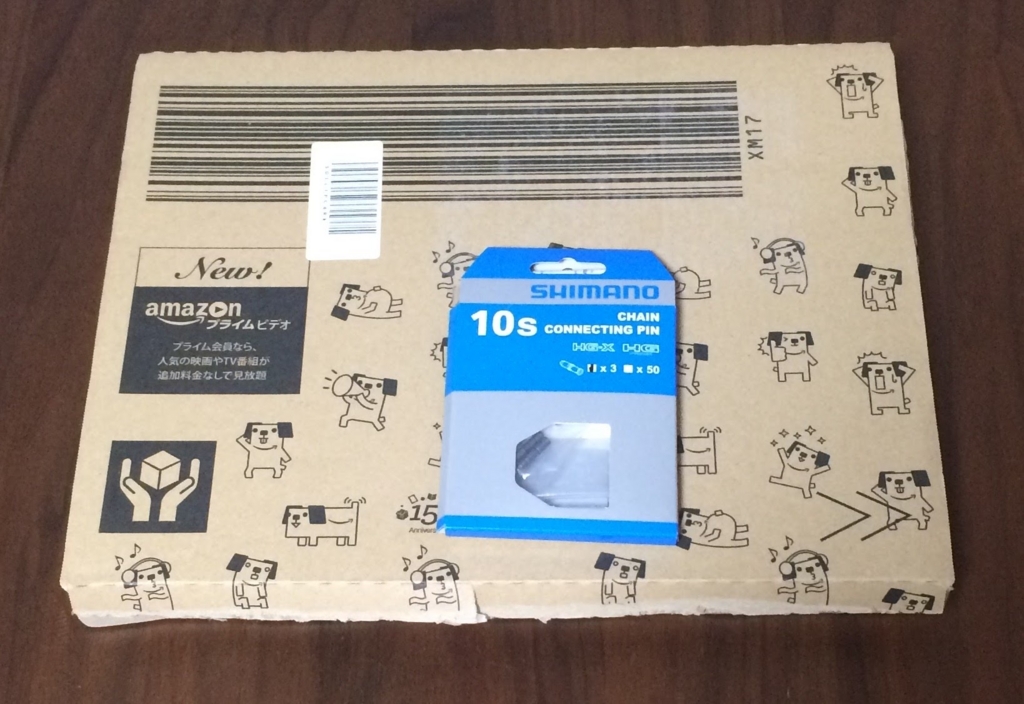 XM17
New!
amazon
プライムビデオ
プライム会員なら、
人気の映画やTV番組が
追加料金なしで見放題
SHIMANO
10s CHAIN
CONNECTING PIN
HG-X HG
x 3 x 50
15